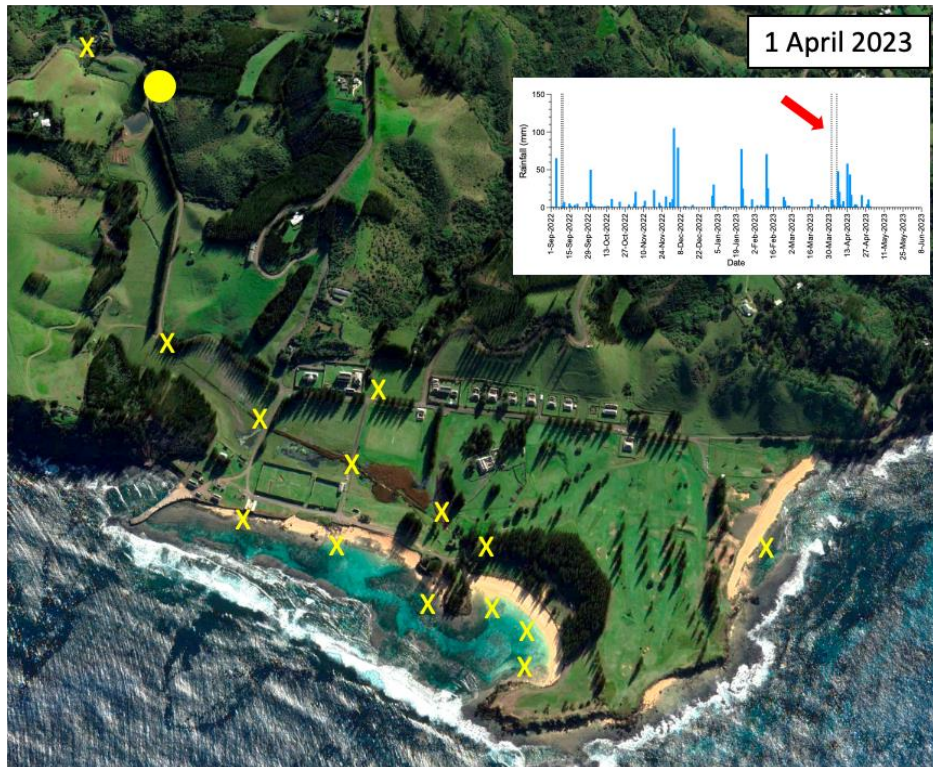 1 April 2023
150
100
50
0
Rainfall (mm)
1-Sep-2022
15-Sep-2022
29-Sep-2022
13-Oct-2022
27-Oct-2022
10-Nov-2022
24-Nov-2022
8-Dec-2022
22-Dec-2022
5-Jan-2023
19-Jan-2023
2-Feb-2023
16-Feb-2023
2-Mar-2023
16-Mar-2023
30-Mar-2023
13-Apr-2023
27-Apr-2023
11-May-2023
25-May-2023
8-Jun-2023
Date